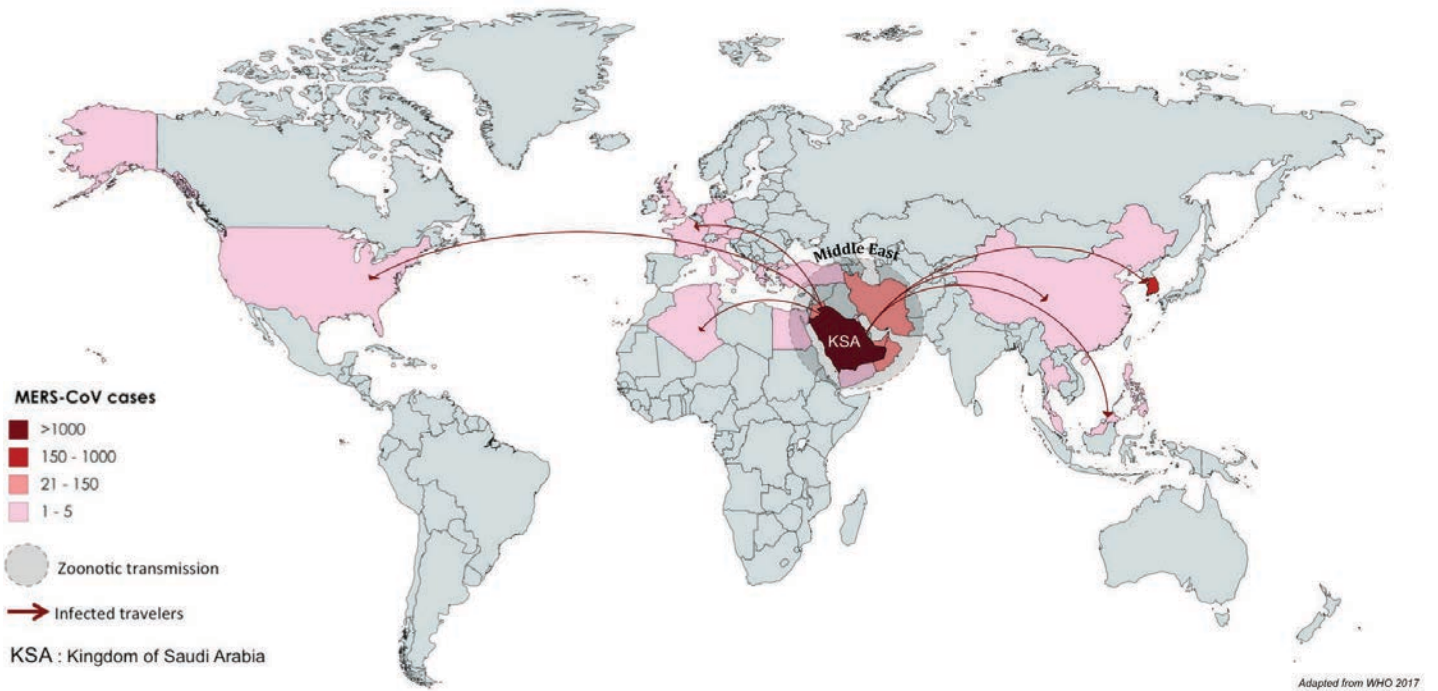 Middle East
KSA
MERS-CoV cases
>1000
150 - 1000
21 - 150
1 - 5
Zoonotic transmission
Infected travelers
KSA : Kingdom of Saudi Arabia
Adapted from WHO 2017